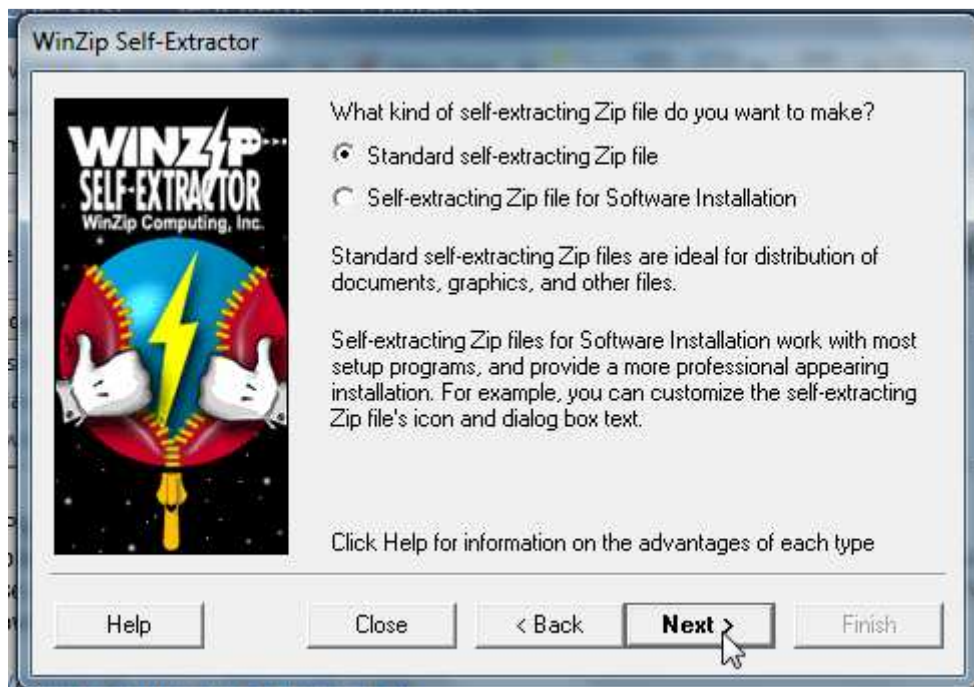 WinZip Self-Extractor
WINZIP
SELF-EXTRACTOR
WinZip Computing, Inc.
What kind of self-extracting Zip file do you want to make?
Standard self-extracting Zip file
Self-extracting Zip file for Software Installation
Standard self-extracting Zip files are ideal for distribution of
documents, graphics, and other files.
Self-extracting Zip files for Software Installation work with most
setup programs, and provide a more professional appearing
installation. For example, you can customize the self-extracting
Zip file's icon and dialog box text.
Click Help for information on the advantages of each type
Help
Close
< Back
Next >
Finish